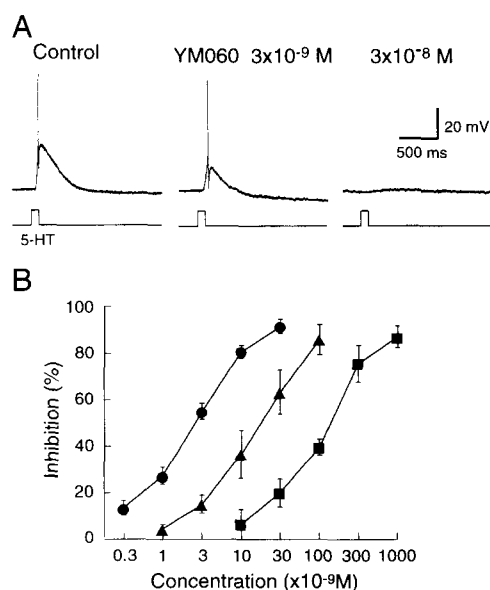 A
Control
YM060 3x10⁻⁹ M
3x10⁻⁸ M
20 mV
500 ms
5-HT
B
Inhibition (%)
100
80
60
40
20
0
0.3 1 3 10 30 100 300 1000
Concentration (x10⁻⁹M)